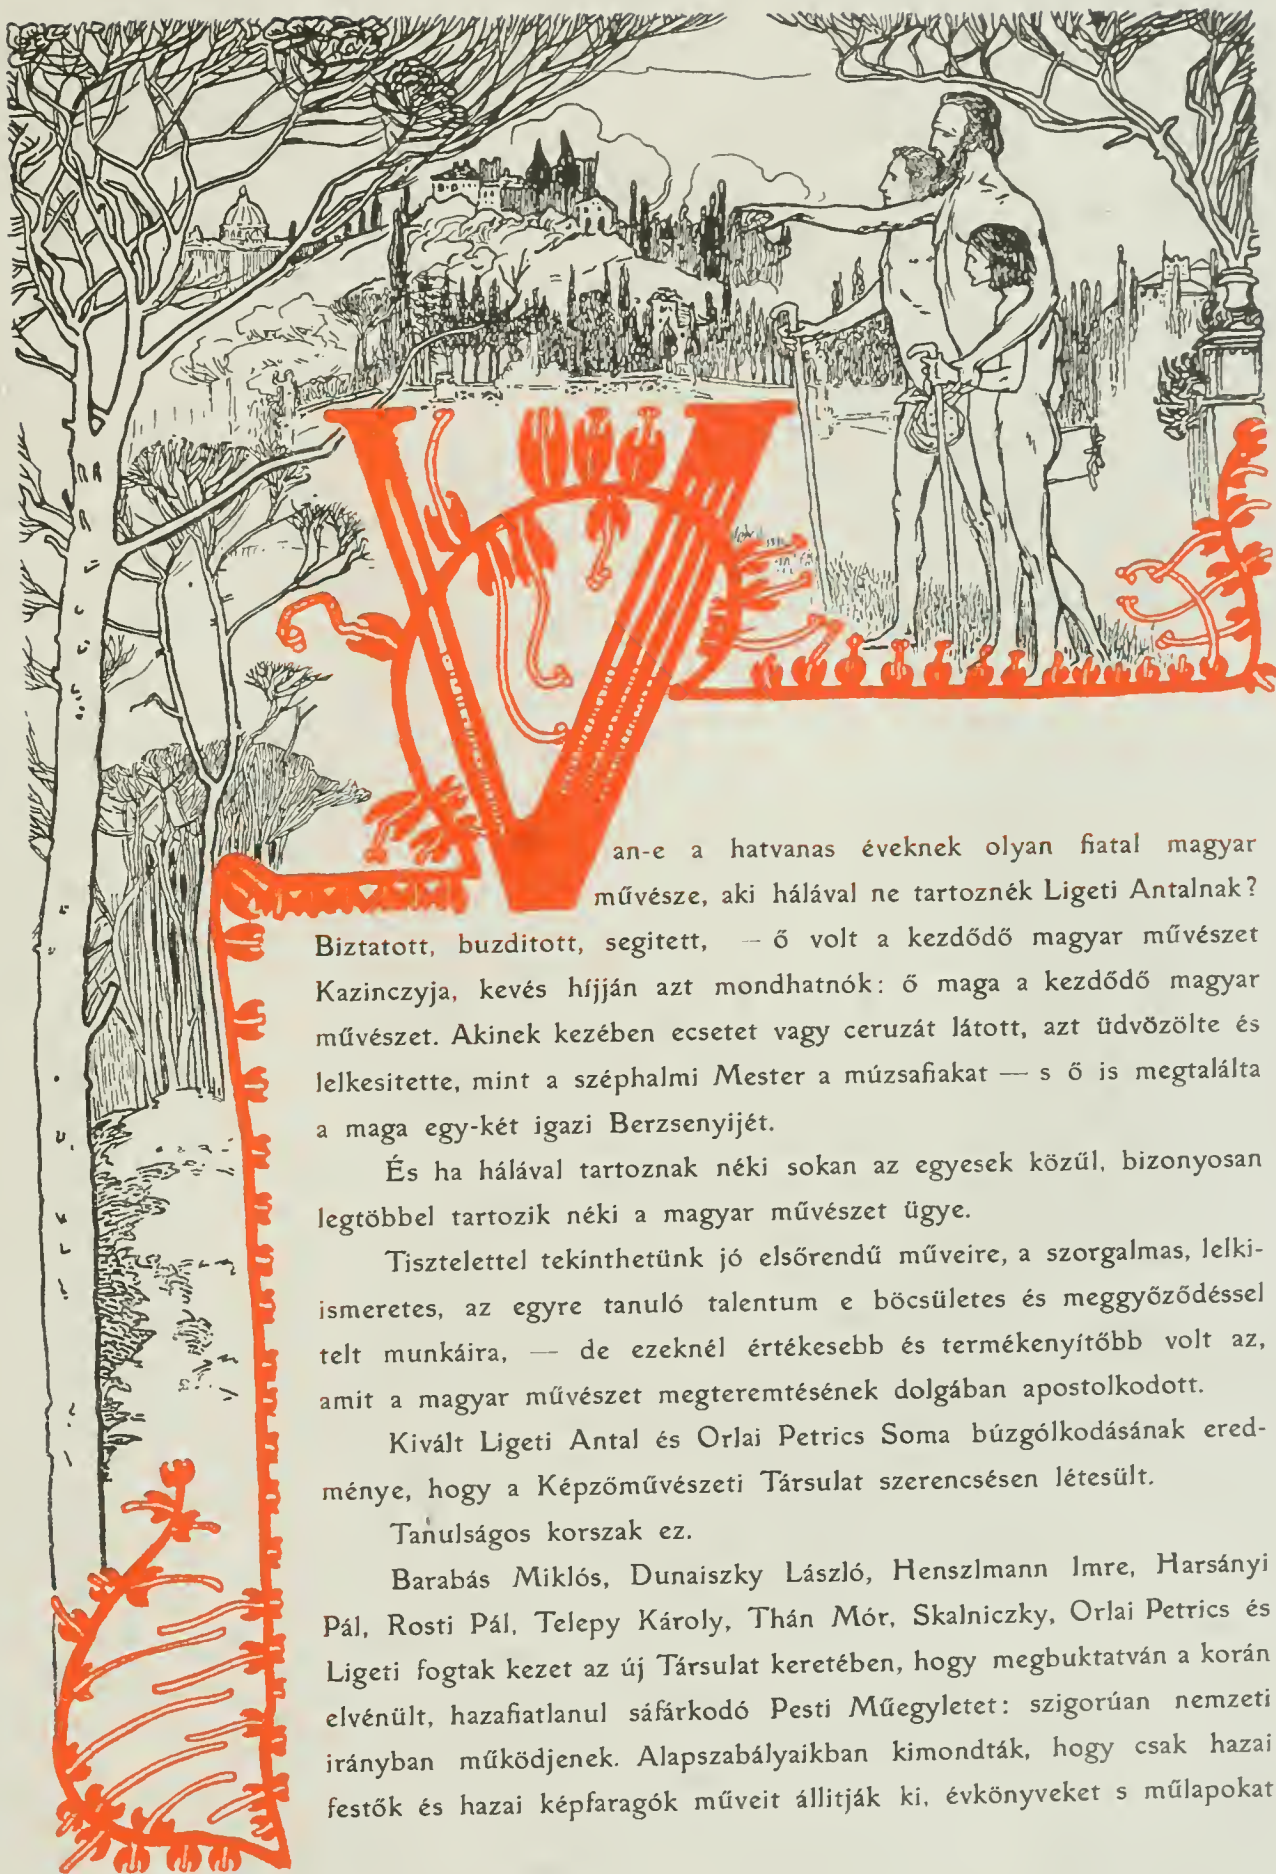 Van-e a hatvanas éveknek olyan fiatal magyar
művésze, aki hálával ne tartoznék Ligeti Antalnak?
Biztatott, buzditott, segitett, — ő volt a kezdődő magyar művészet
Kazinczyja, kevés híjján azt mondhatnók: ő maga a kezdődő magyar
művészet. Akinek kezében ecsetet vagy ceruzát látott, azt üdvözölte és
lelkesitette, mint a széphalmi Mester a múzsafiakat — s ő is megtalálta
a maga egy-két igazi Berzsenyijét.
És ha hálával tartoznak néki sokan az egyesek közűl, bizonyosan
legtöbbel tartozik néki a magyar művészet ügye.
Tisztelettel tekinthetünk jó elsőrendű műveire, a szorgalmas, lelki-
ismeretes, az egyre tanuló talentum e böcsületes és meggyőződéssel
telt munkáira, — de ezeknél értékesebb és termékenyítőbb volt az,
amit a magyar művészet megteremtésének dolgában apostolkodott.
Kivált Ligeti Antal és Orlai Petrics Soma búzgólkodásának ered-
ménye, hogy a Képzőművészeti Társulat szerencsésen létesült.
Tanulságos korszak ez.
Barabás Miklós, Dunaiszky László, Henszlmann Imre, Harsányi
Pál, Rosti Pál, Telepy Károly, Thán Mór, Skalniczky, Orlai Petrics és
Ligeti fogtak kezet az új Társulat keretében, hogy megbuktatván a korán
elvénült, hazafiatlanul sáfárkodó Pesti Műegyletet: szigorúan nemzeti
irányban működjenek. Alapszabályaikban kimondták, hogy csak hazai
festők és hazai képfaragók műveit állitják ki, évkönyveket s műlapokat